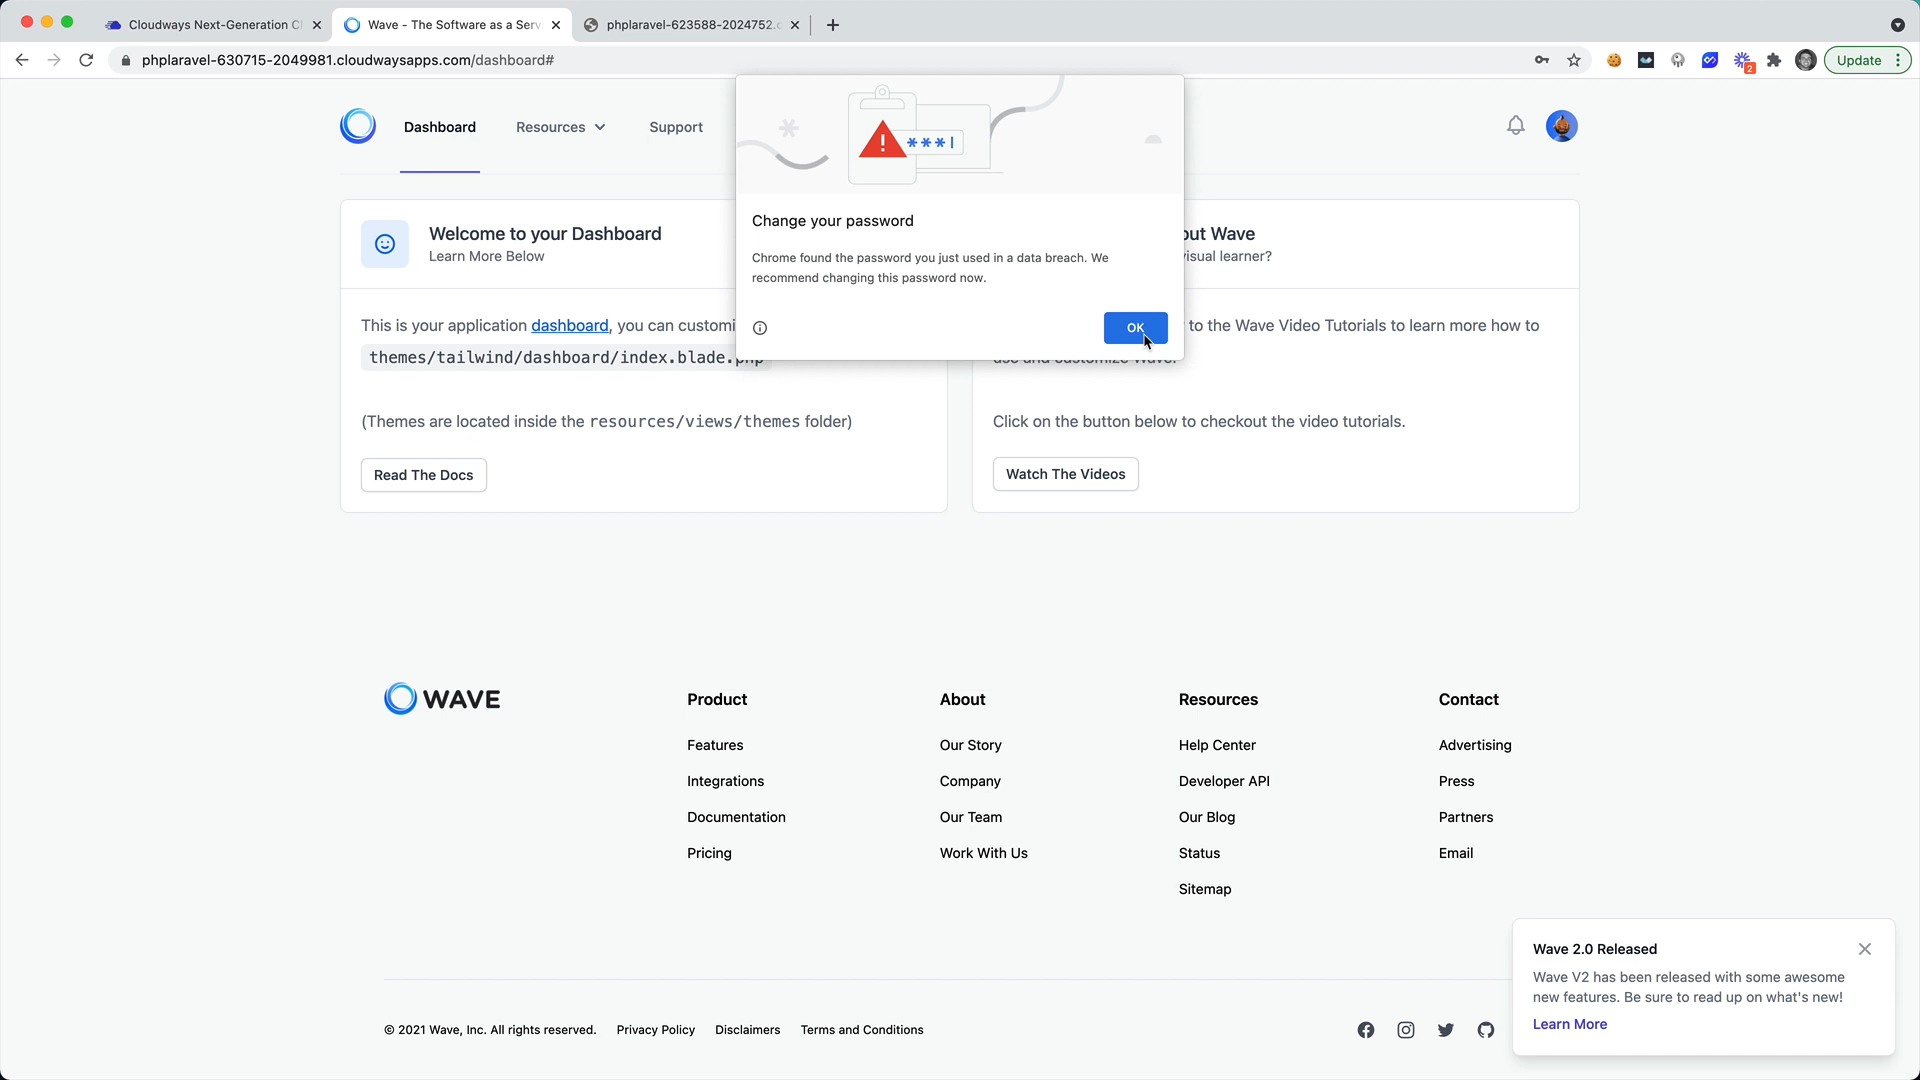 Cloudways Next-Generation C
Wave - The Software as a Serv
phplaravel-623588-2024752.c
phplaravel-630715-2049981.cloudwaysapps.com/dashboard#
2
Update
Dashboard
Resources
Support
***
Change your password
Chrome found the password you just used in a data breach. We
recommend changing this password now.
OK
Welcome to your Dashboard
Learn More Below
This is your application dashboard, you can customi
themes/tailwind/dashboard/index.blade.php
(Themes are located inside the resources/views/themes folder)
Read The Docs
out Wave
visual learner?
to the Wave Video Tutorials to learn more how to
use and customize Wave.
Click on the button below to checkout the video tutorials.
Watch The Videos
WAVE
Product
Features
Integrations
Documentation
Pricing
About
Our Story
Company
Our Team
Work With Us
Resources
Help Center
Developer API
Our Blog
Status
Sitemap
Contact
Advertising
Press
Partners
Email
© 2021 Wave, Inc. All rights reserved.
Privacy Policy
Disclaimers
Terms and Conditions
Wave 2.0 Released
Wave V2 has been released with some awesome
new features. Be sure to read up on what's new!
Learn More